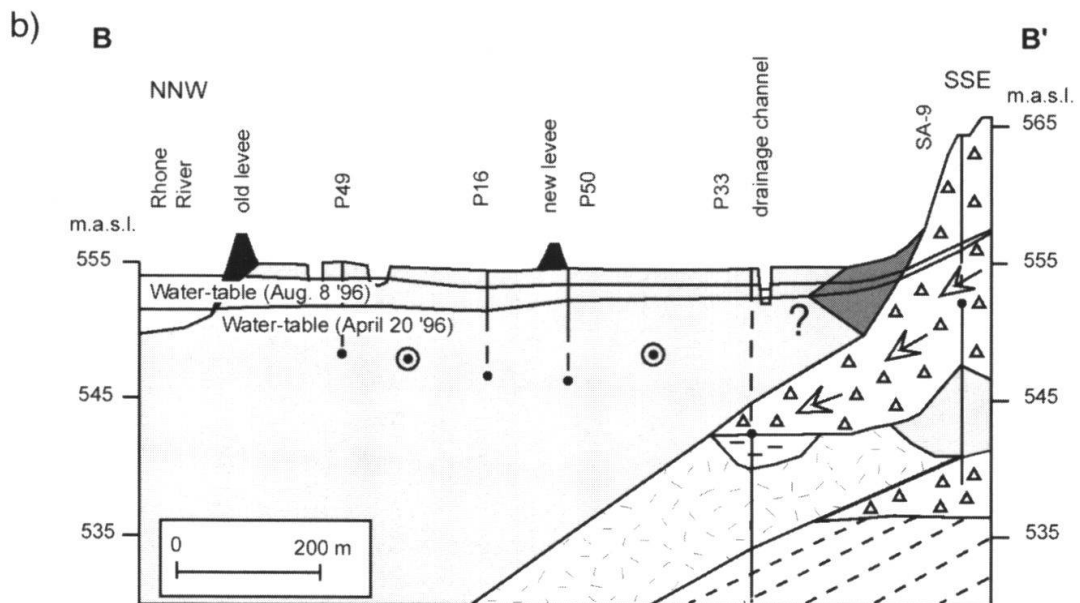 b)
B
B'
NNW
SSE
m.a.s.l.
m.a.s.l.
Rhone
River
old levee
P49
P16
new levee
P50
P33
drainage channel
SA-9
565
555
555
Water-table (Aug. 8 '96)
Water-table (April 20 '96)
?
545
545
535
535
0
200 m